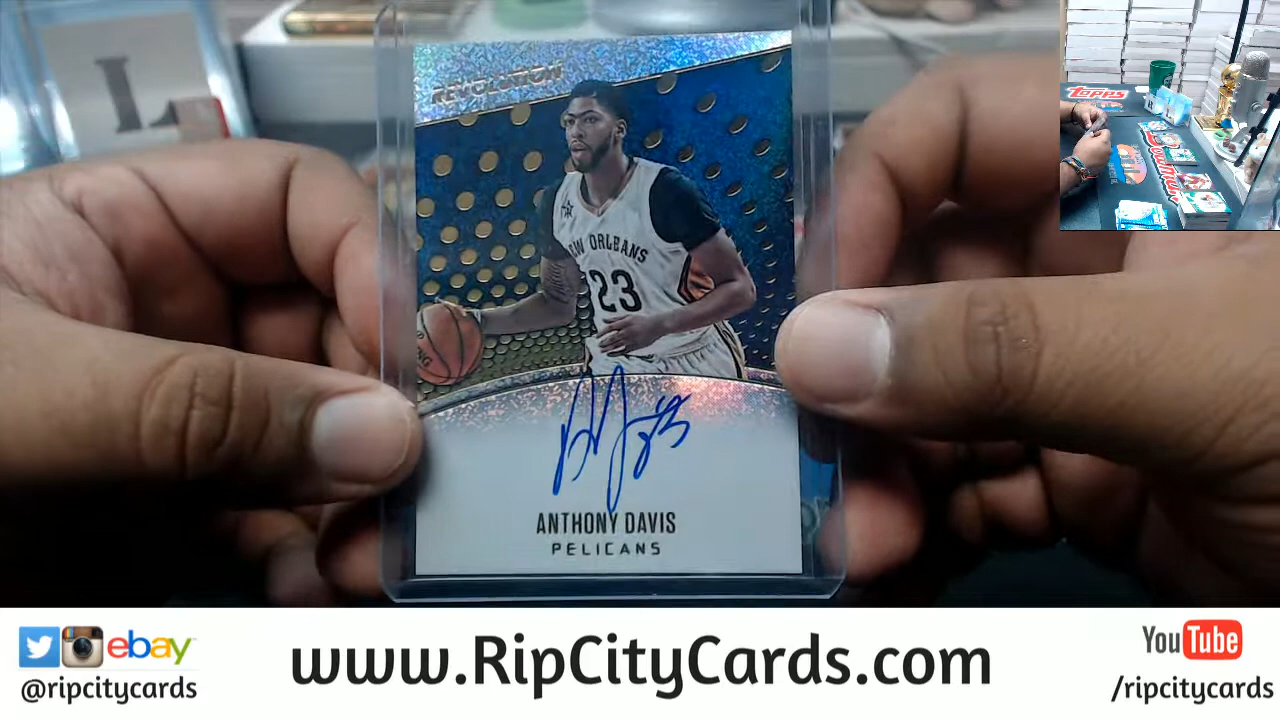 REVOLUTION
NEW ORLEANS
23
ANTHONY DAVIS
PELICANS
L
topps
ebay
@ripcitycards
www.RipCityCards.com
YouTube
/ripcitycards